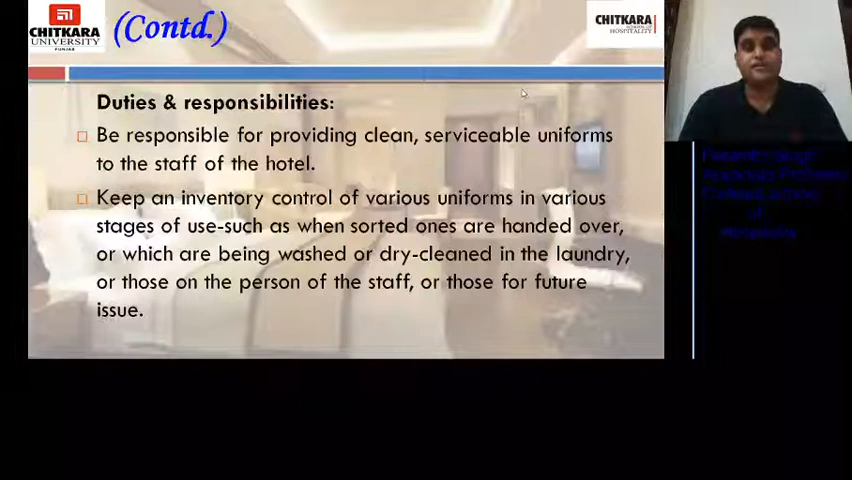 CHITKARA
UNIVERSITY
PUNJAB
(Contd.)
CHITKARA
SCHOOL OF
HOSPITALITY
Duties & responsibilities:
Be responsible for providing clean, serviceable uniforms
to the staff of the hotel.
Keep an inventory control of various uniforms in various
stages of use-such as when sorted ones are handed over,
or which are being washed or dry-cleaned in the laundry,
or those on the person of the staff, or those for future
issue.
of